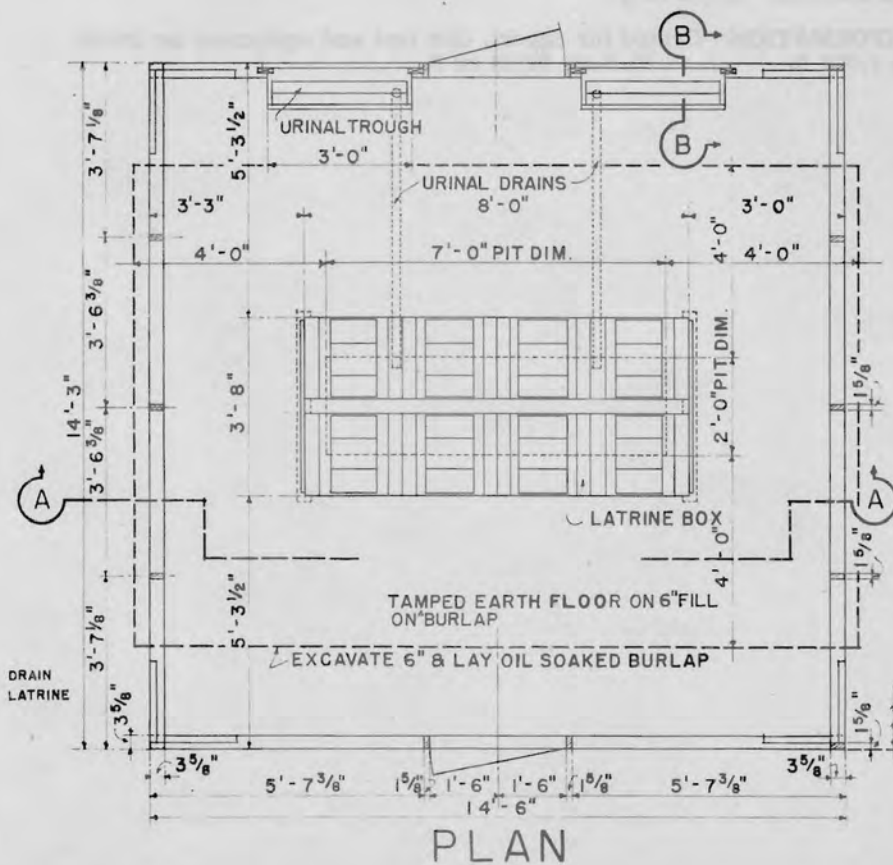 B
B
URINAL TROUGH
3'-0"
URINAL DRAINS
8'-0"
3'-3"
3'-0"
4'-0"
7'-0" PIT DIM.
4'-0"
4'-0"
3'-7 1/8"
5'-3 1/2"
3'-6 3/8"
14'-3"
3'-8"
2'-0" PIT DIM.
1 5/8"
3'-6 3/8"
A
A
LATRINE BOX
4'-0"
1 5/8"
5'-3 1/2"
TAMPED EARTH FLOOR ON 6" FILL
ON BURLAP
3'-7 1/8"
EXCAVATE 6" & LAY OIL SOAKED BURLAP
DRAIN
LATRINE
3 5/8"
1 5/8"
3 5/8"
5'-7 3/8"
1 5/8"
1'-6"
1'-6"
1 5/8"
5'-7 3/8"
3 5/8"
14'-6"
PLAN